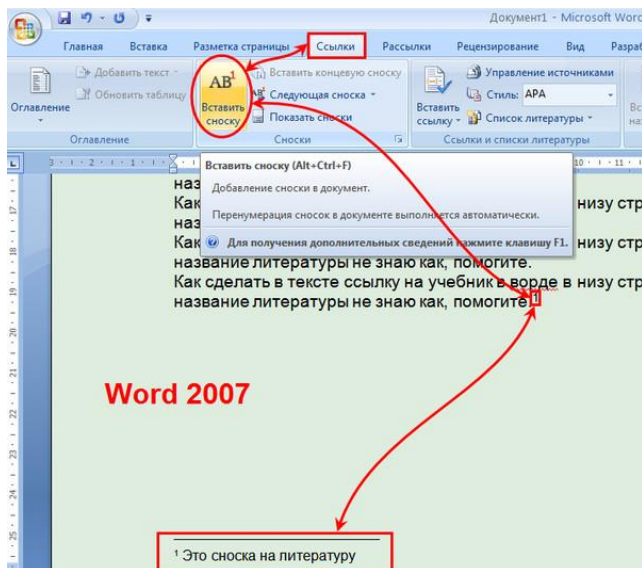 Документ1 - Microsoft Word
Главная Вставка Разметка страницы Ссылки Рассылки Рецензирование Вид Разраб
Оглавление
Добавить текст
Обновить таблицу
Оглавление
AB1
Вставить сноску
Вставить концевую сноску
AB1 Следующая сноска
Показать сноски
Сноски
Вставить ссылку
Управление источниками
Стиль: APA
Список литературы
Ссылки и списки литературы
Вставить сноску (Alt+Ctrl+F)
Добавление сноски в документ.
Перенумерация сносок в документе выполняется автоматически.
Для получения дополнительных сведений нажмите клавишу F1.
наз
Как низу стр
наз
Как низу стр
название литературы не знаю как, помогите.
Как сделать в тексте ссылку на учебник в ворде в низу стр
название литературы не знаю как, помогите.1
Word 2007
1 Это сноска на литературу